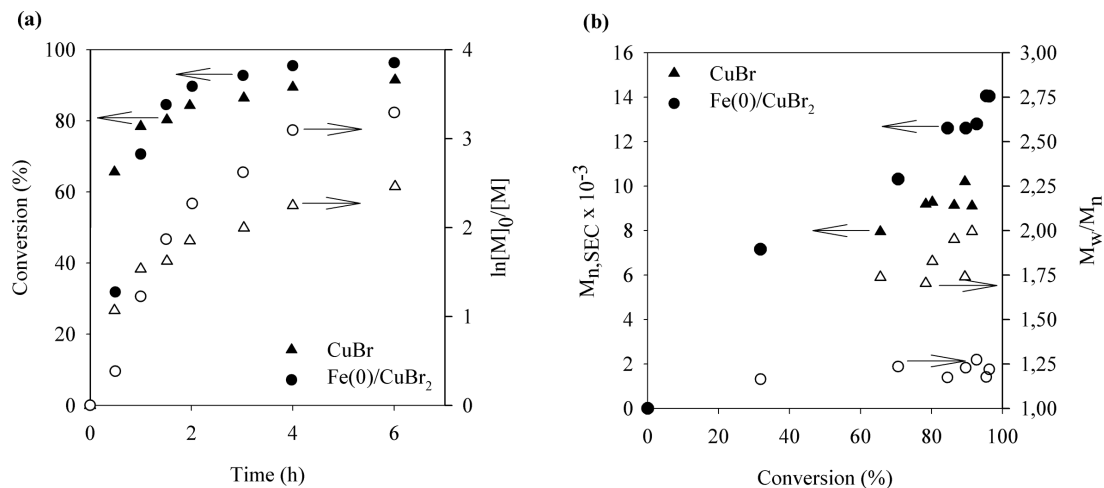 (a)
100
80
60
40
20
0
Conversion (%)
0 2 4 6
Time (h)
4
3
2
1
0
ln[M]0/[M]
CuBr
Fe(0)/CuBr2
(b)
16
14
12
10
8
6
4
2
0
Mn,SEC x 10-3
CuBr
Fe(0)/CuBr2
0 20 40 60 80 100
Conversion (%)
3,00
2,75
2,50
2,25
2,00
1,75
1,50
1,25
1,00
Mw/Mn